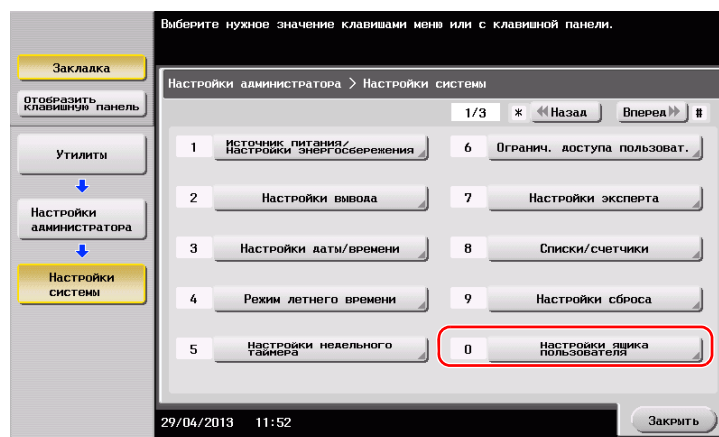 Выберите нужное значение клавишами меню или с клавишной панели.
Закладка
Отобразить
клавишную панель
Утилиты
Настройки
администратора
Настройки
системы
Настройки администратора > Настройки системы
1/3 * Назад Вперед #
1 Источник питания/
Настройки энергосбережения
6 Огранич. доступа пользоват.
2 Настройки вывода
7 Настройки эксперта
3 Настройки даты/времени
8 Списки/счетчики
4 Режим летнего времени
9 Настройки сброса
5 Настройки недельного
таймера
0 Настройки ящика
пользователя
29/04/2013 11:52
Закрыть